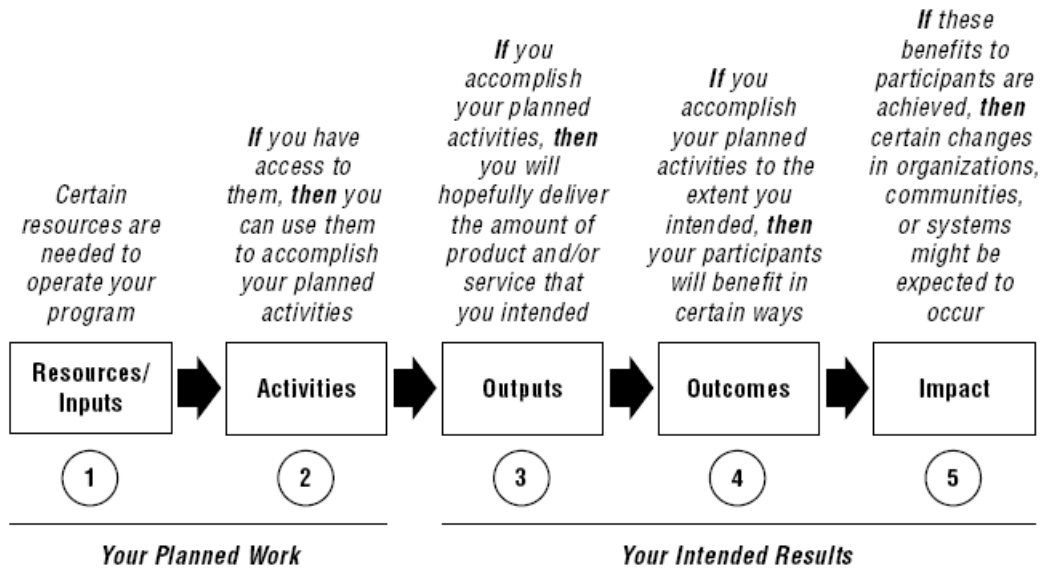 Certain
resources are
needed to
operate your
program
If you have
access to
them, then you
can use them
to accomplish
your planned
activities
If you
accomplish
your planned
activities, then
you will
hopefully deliver
the amount of
product and/or
service that
you intended
If you
accomplish
your planned
activities to the
extent you
intended, then
your participants
will benefit in
certain ways
If these
benefits to
participants are
achieved, then
certain changes
in organizations,
communities,
or systems
might be
expected to
occur
Resources/
Inputs
Activities
Outputs
Outcomes
Impact
1
2
3
4
5
Your Planned Work
Your Intended Results